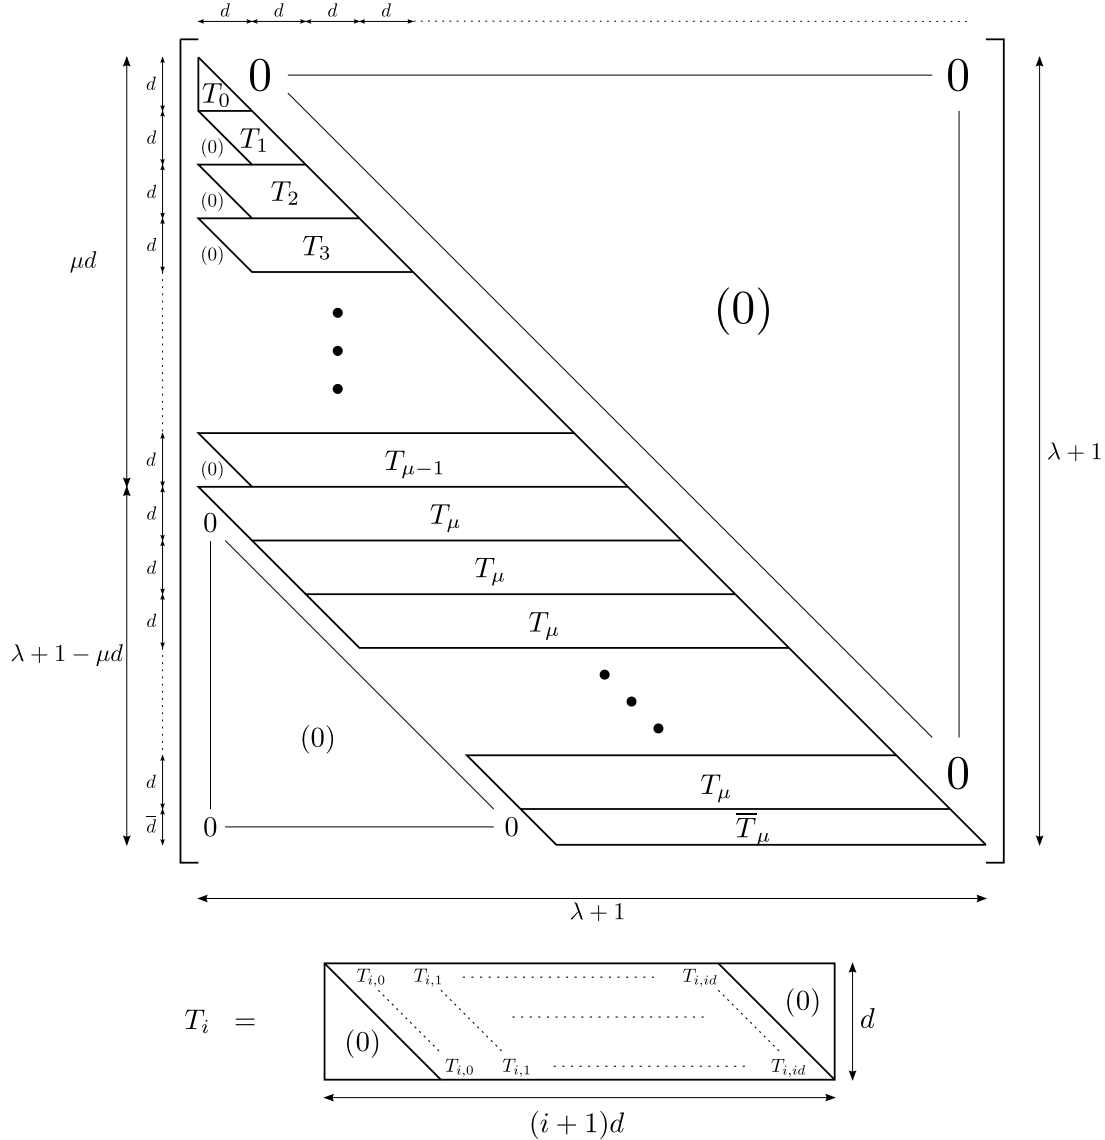 d d d d
0 0
d
T_0
d
(0) T_1
d
(0) T_2
d
(0) T_3
μd
(0)
λ + 1
d
(0) T_{μ−1}
d
0 T_μ
d
T_μ
d
T_μ
λ + 1 − μd
(0)
d
T_μ 0
\overline{d}
0 0 \overline{T}_μ
λ + 1
T_{i,0} T_{i,1} T_{i,id}
(0)
T_i = d
(0)
T_{i,0} T_{i,1} T_{i,id}
(i + 1)d